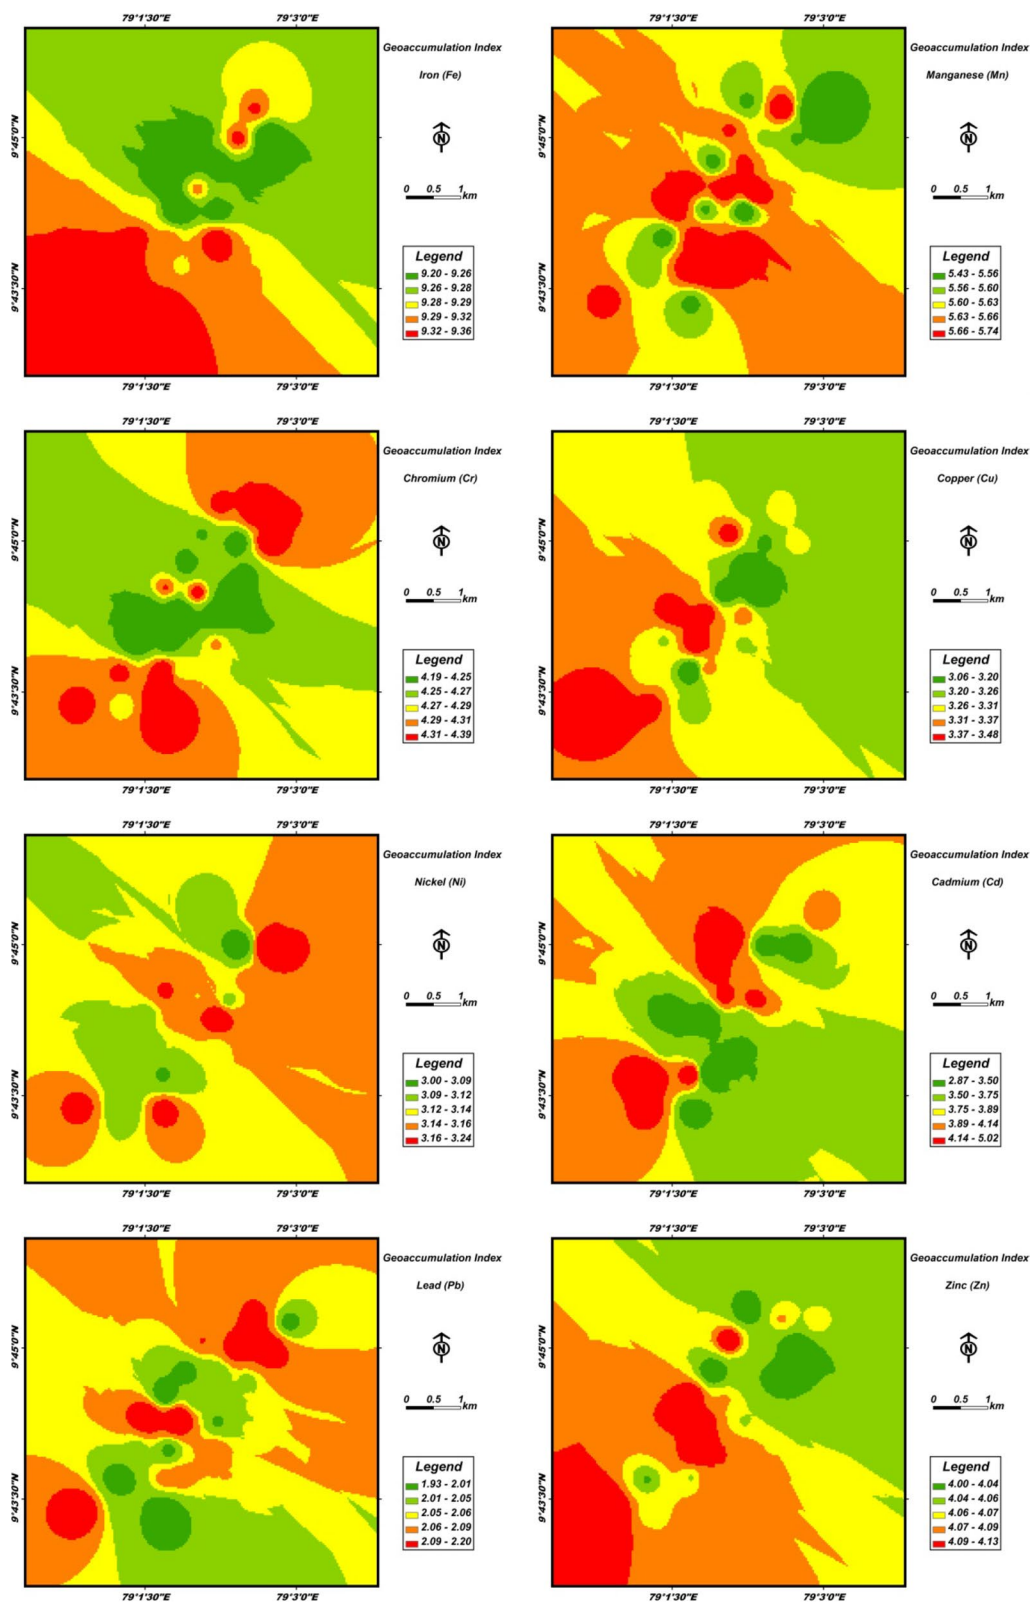 79°1'30"E 79°3'0"E
Geoaccumulation Index
Iron (Fe)
N
9°45'0"N
0 0.5 1
km
Legend
9.20 - 9.26
9.26 - 9.28
9.28 - 9.29
9.29 - 9.32
9.32 - 9.36
9°43'30"N
79°1'30"E 79°3'0"E
79°1'30"E 79°3'0"E
Geoaccumulation Index
Manganese (Mn)
N
9°45'0"N
0 0.5 1
km
Legend
5.43 - 5.56
5.56 - 5.60
5.60 - 5.63
5.63 - 5.66
5.66 - 5.74
9°43'30"N
79°1'30"E 79°3'0"E
79°1'30"E 79°3'0"E
Geoaccumulation Index
Chromium (Cr)
N
9°45'0"N
0 0.5 1
km
Legend
4.19 - 4.25
4.25 - 4.27
4.27 - 4.29
4.29 - 4.31
4.31 - 4.39
9°43'30"N
79°1'30"E 79°3'0"E
79°1'30"E 79°3'0"E
Geoaccumulation Index
Copper (Cu)
N
9°45'0"N
0 0.5 1
km
Legend
3.06 - 3.20
3.20 - 3.26
3.26 - 3.31
3.31 - 3.37
3.37 - 3.48
9°43'30"N
79°1'30"E 79°3'0"E
79°1'30"E 79°3'0"E
Geoaccumulation Index
Nickel (Ni)
N
9°45'0"N
0 0.5 1
km
Legend
3.00 - 3.09
3.09 - 3.12
3.12 - 3.14
3.14 - 3.16
3.16 - 3.24
9°43'30"N
79°1'30"E 79°3'0"E
79°1'30"E 79°3'0"E
Geoaccumulation Index
Cadmium (Cd)
N
9°45'0"N
0 0.5 1
km
Legend
2.87 - 3.50
3.50 - 3.75
3.75 - 3.89
3.89 - 4.14
4.14 - 5.02
9°43'30"N
79°1'30"E 79°3'0"E
79°1'30"E 79°3'0"E
Geoaccumulation Index
Lead (Pb)
N
9°45'0"N
0 0.5 1
km
Legend
1.93 - 2.01
2.01 - 2.05
2.05 - 2.06
2.06 - 2.09
2.09 - 2.20
9°43'30"N
79°1'30"E 79°3'0"E
79°1'30"E 79°3'0"E
Geoaccumulation Index
Zinc (Zn)
N
9°45'0"N
0 0.5 1
km
Legend
4.00 - 4.04
4.04 - 4.06
4.06 - 4.07
4.07 - 4.09
4.09 - 4.13
9°43'30"N
79°1'30"E 79°3'0"E